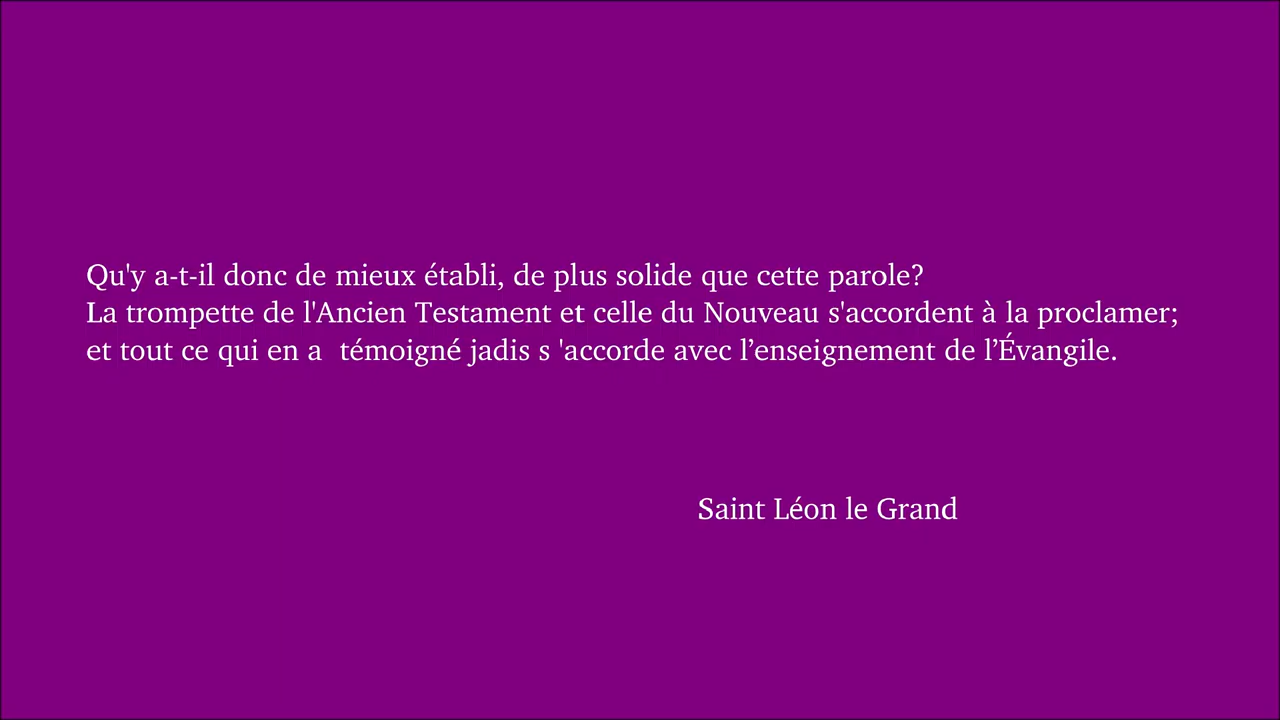 Qu'y a-t-il donc de mieux établi, de plus solide que cette parole?
La trompette de l'Ancien Testament et celle du Nouveau s'accordent à la proclamer;
et tout ce qui en a  témoigné jadis s 'accorde avec l’enseignement de l’Évangile.
Saint Léon le Grand